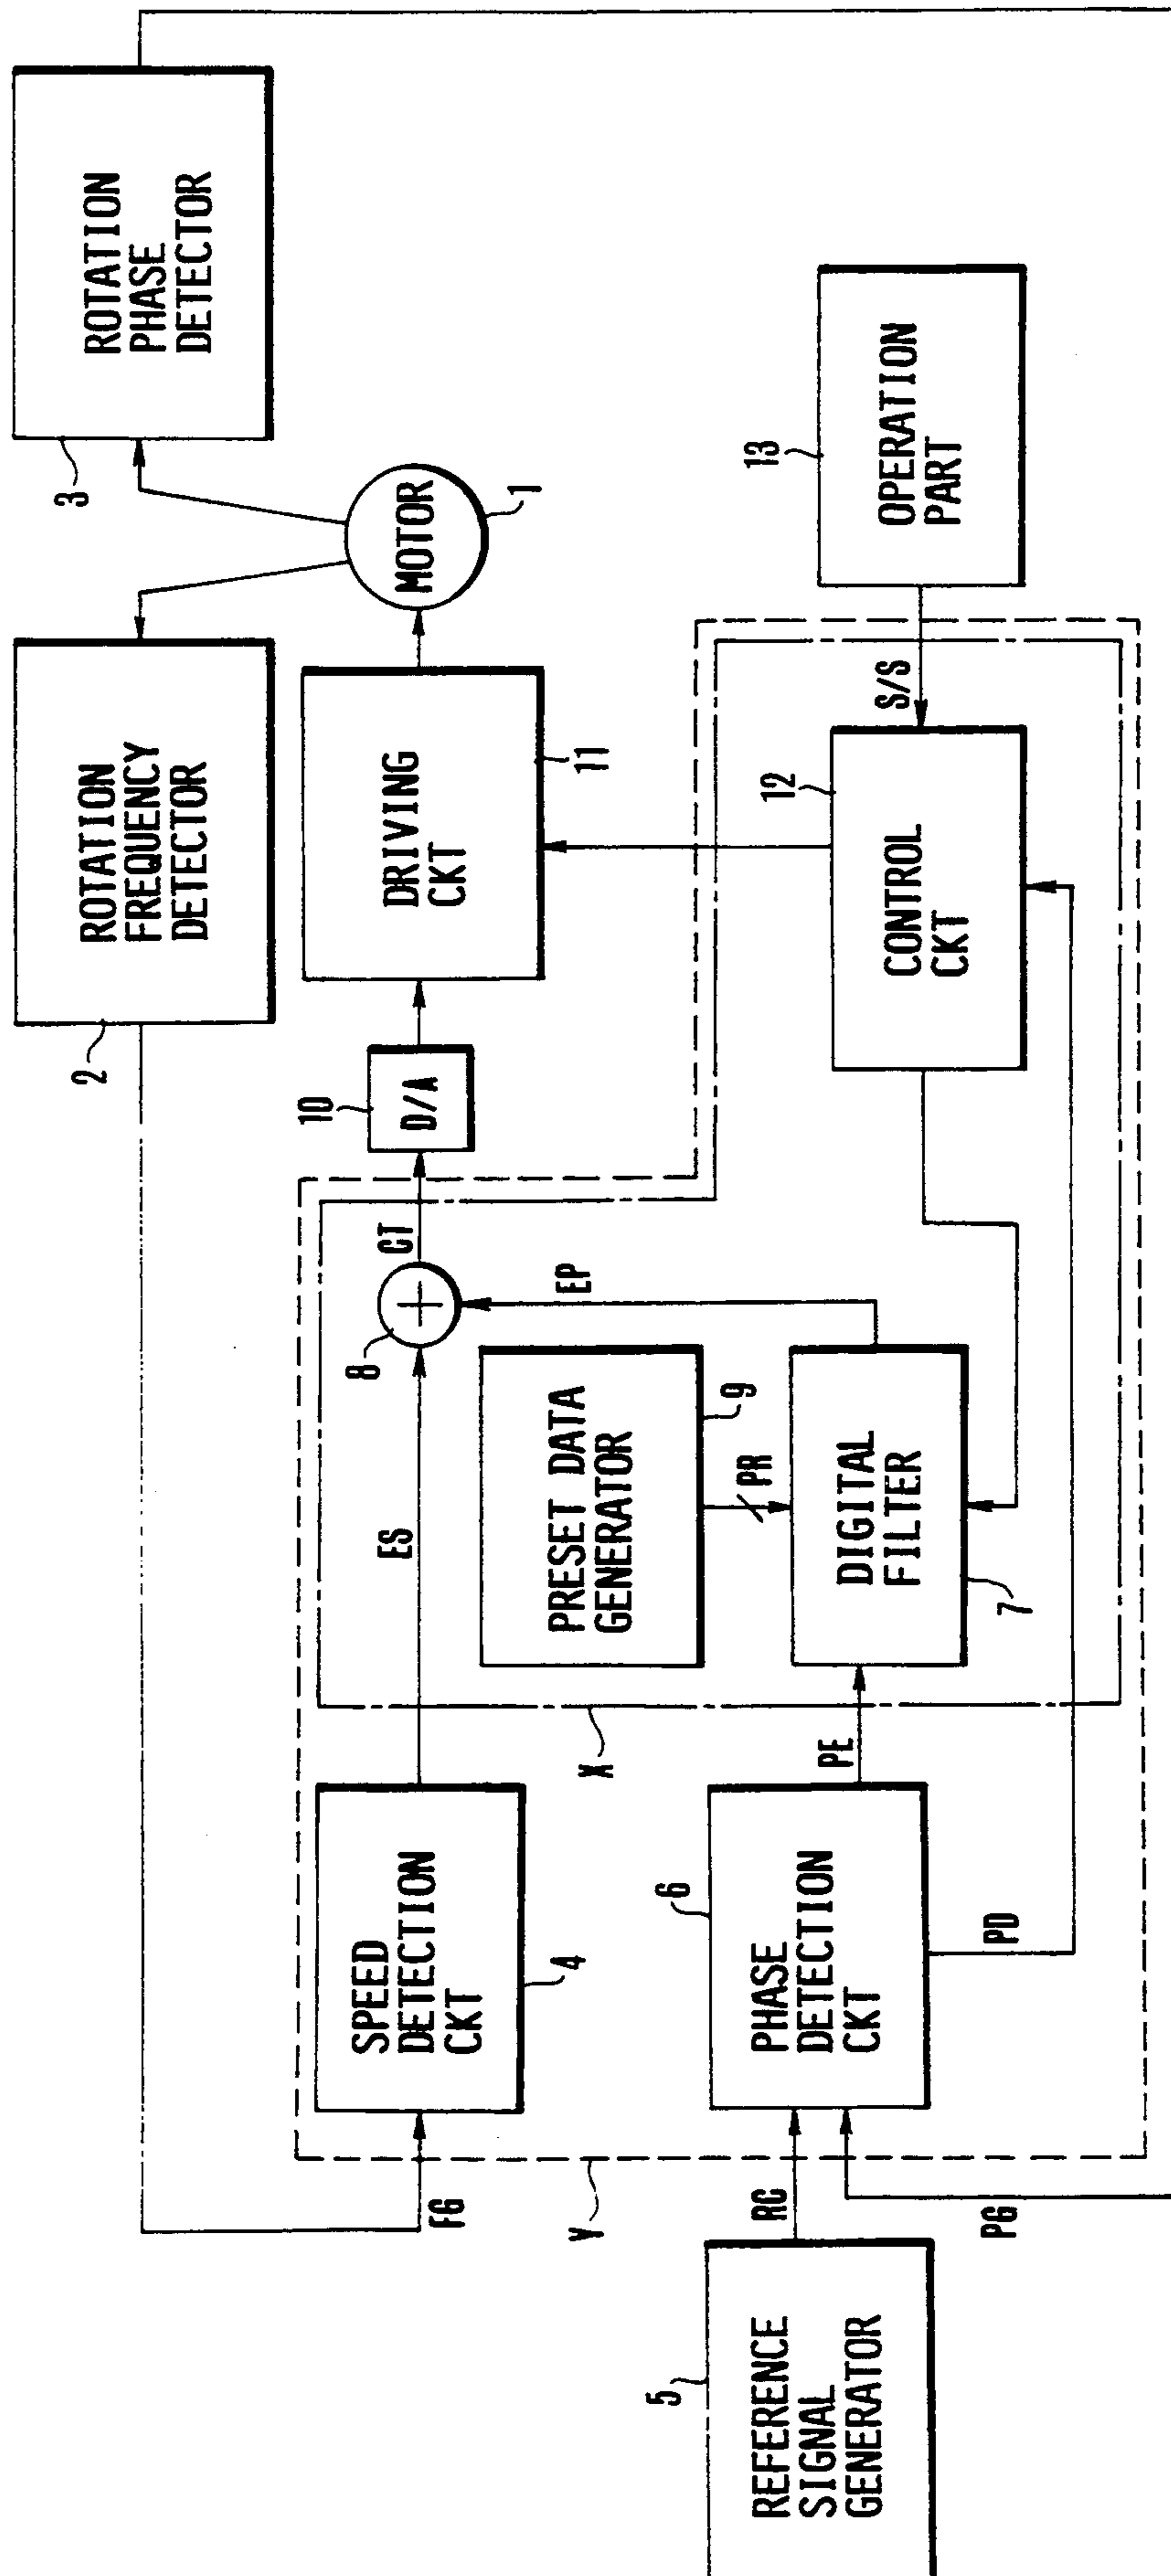 ROTATION
FREQUENCY
DETECTOR
2
ROTATION
PHASE
DETECTOR
3
FG
SPEED
DETECTION
CKT
4
ES
8
CT
10
D/A
DRIVING
CKT
11
MOTOR
1
PRESET DATA
GENERATOR
9
EP
PR
Y
X
5
REFERENCE
SIGNAL
GENERATOR
RG
PG
6
PHASE
DETECTION
CKT
PE
PD
DIGITAL
FILTER
7
12
CONTROL
CKT
S/S
13
OPERATION
PART